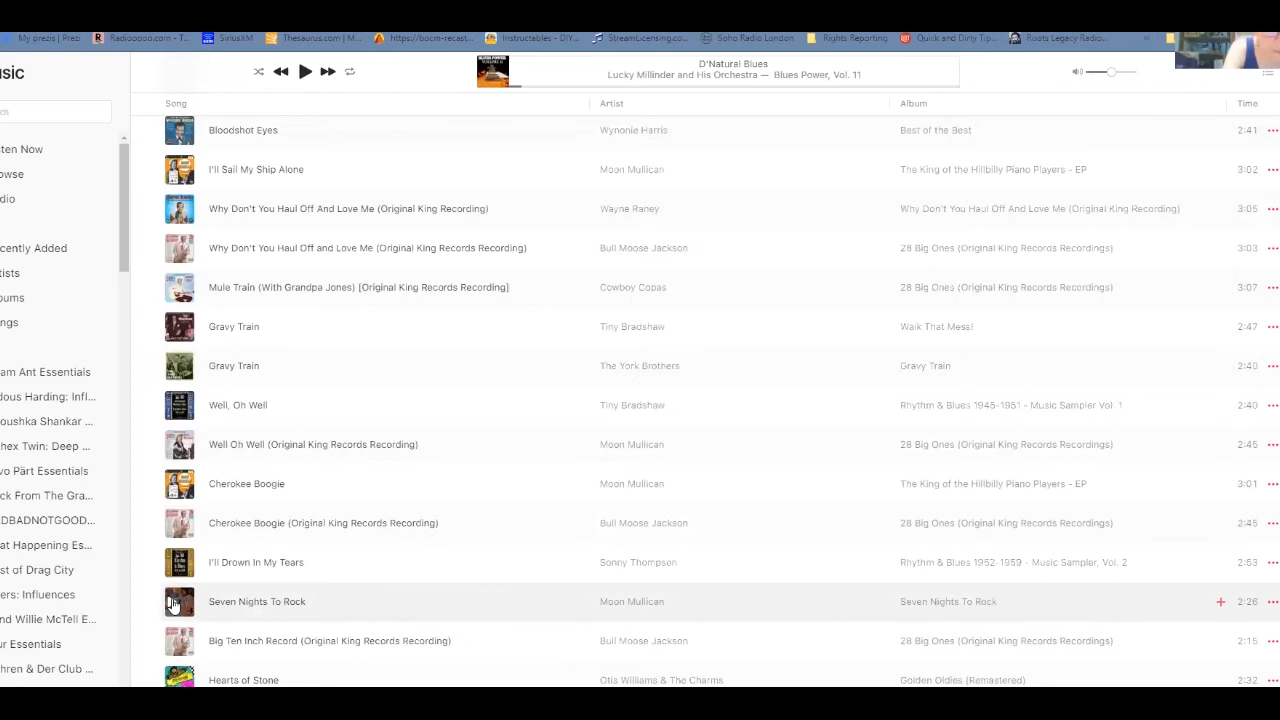 My prezis | Prezi
Radiooooo.com - T...
SiriusXM
Thesaurus.com | M...
https://bocm-recast...
Instructables - DIY...
StreamLicensing.co...
Soho Radio London
Rights Reporting
Quick and Dirty Tip...
Roots Legacy Radio...
usic
D'Natural Blues
Lucky Millinder and His Orchestra — Blues Power, Vol. 11
Song Artist Album Time
Bloodshot Eyes Wynonie Harris Best of the Best 2:41
I'll Sail My Ship Alone Moon Mullican The King of the Hillbilly Piano Players - EP 3:02
Why Don't You Haul Off And Love Me (Original King Recording) Wayne Raney Why Don't You Haul Off And Love Me (Original King Recording) 3:05
Why Don't You Haul Off and Love Me (Original King Records Recording) Bull Moose Jackson 28 Big Ones (Original King Records Recordings) 3:03
Mule Train (With Grandpa Jones) [Original King Records Recording] Cowboy Copas 28 Big Ones (Original King Records Recordings) 3:07
Gravy Train Tiny Bradshaw Walk That Mess! 2:47
Gravy Train The York Brothers Gravy Train 2:40
Well, Oh Well Tiny Bradshaw Rhythm & Blues 1945-1951 - Music Sampler Vol. 1 2:40
Well Oh Well (Original King Records Recording) Moon Mullican 28 Big Ones (Original King Records Recordings) 2:45
Cherokee Boogie Moon Mullican The King of the Hillbilly Piano Players - EP 3:01
Cherokee Boogie (Original King Records Recording) Bull Moose Jackson 28 Big Ones (Original King Records Recordings) 2:45
I'll Drown In My Tears Sonny Thompson Rhythm & Blues 1952-1959 - Music Sampler, Vol. 2 2:53
Seven Nights To Rock Moon Mullican Seven Nights To Rock + 2:26
Big Ten Inch Record (Original King Records Recording) Bull Moose Jackson 28 Big Ones (Original King Records Recordings) 2:15
Hearts of Stone Otis Williams & The Charms Golden Oldies (Remastered) 2:32
ch
ten Now
wse
dio
cently Added
tists
bums
ngs
am Ant Essentials
dous Harding: Infl...
oushka Shankar ...
hex Twin: Deep ...
vo Pärt Essentials
ck From The Gra...
DBADNOTGOOD...
at Happening Es...
st of Drag City
ers: Influences
nd Willie McTell E...
ur Essentials
hren & Der Club ...